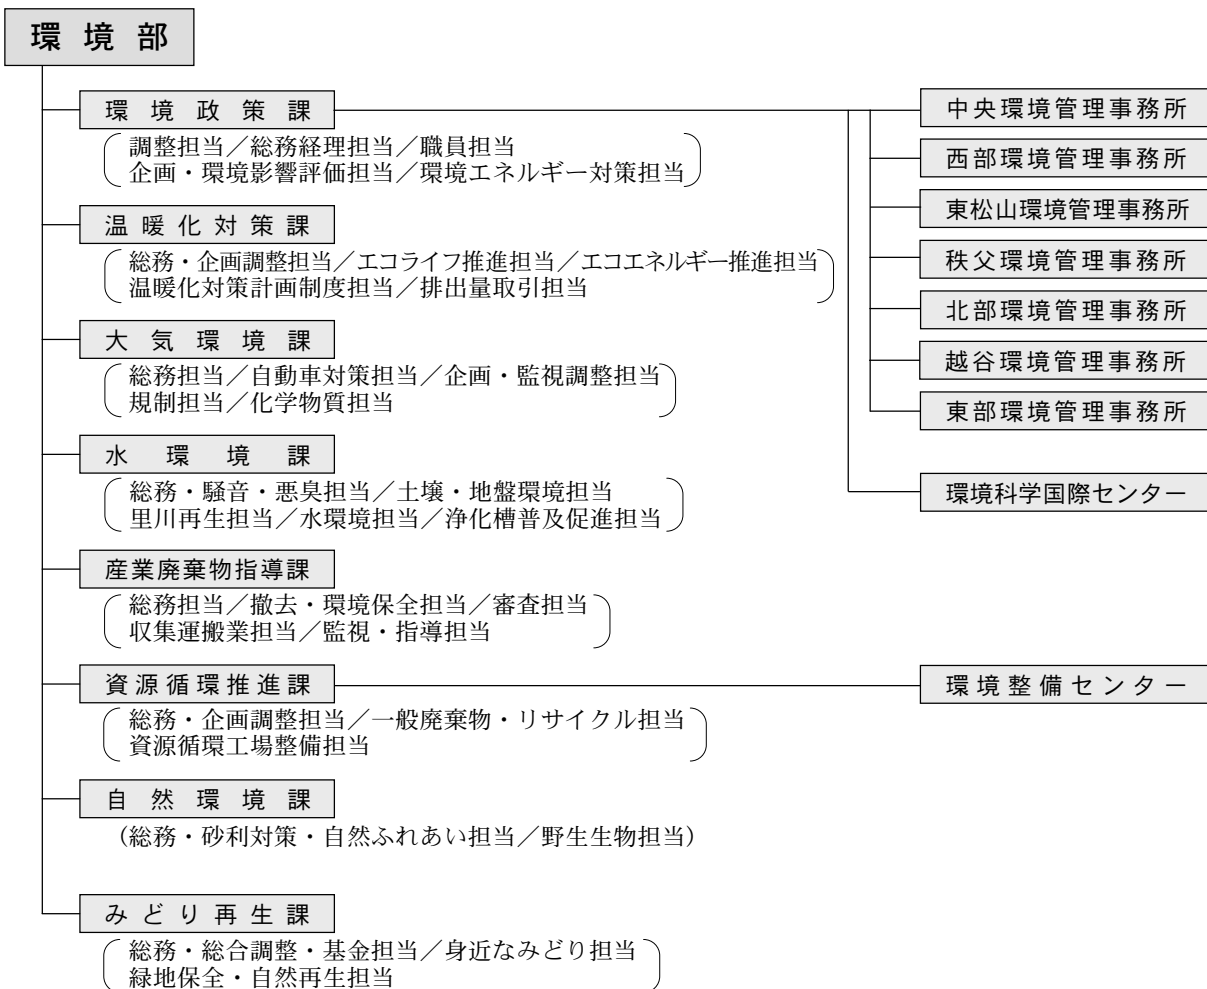 環境部
環境政策課
調整担当／総務経理担当／職員担当
企画・環境影響評価担当／環境エネルギー対策担当
温暖化対策課
総務・企画調整担当／エコライフ推進担当／エコエネルギー推進担当
温暖化対策計画制度担当／排出量取引担当
大気環境課
総務担当／自動車対策担当／企画・監視調整担当
規制担当／化学物質担当
水環境課
総務・騒音・悪臭担当／土壌・地盤環境担当
里川再生担当／水環境担当／浄化槽普及促進担当
産業廃棄物指導課
総務担当／撤去・環境保全担当／審査担当
収集運搬業担当／監視・指導担当
資源循環推進課
総務・企画調整担当／一般廃棄物・リサイクル担当
資源循環工場整備担当
自然環境課
（総務・砂利対策・自然ふれあい担当／野生生物担当）
みどり再生課
総務・総合調整・基金担当／身近なみどり担当
緑地保全・自然再生担当
中央環境管理事務所
西部環境管理事務所
東松山環境管理事務所
秩父環境管理事務所
北部環境管理事務所
越谷環境管理事務所
東部環境管理事務所
環境科学国際センター
環境整備センター